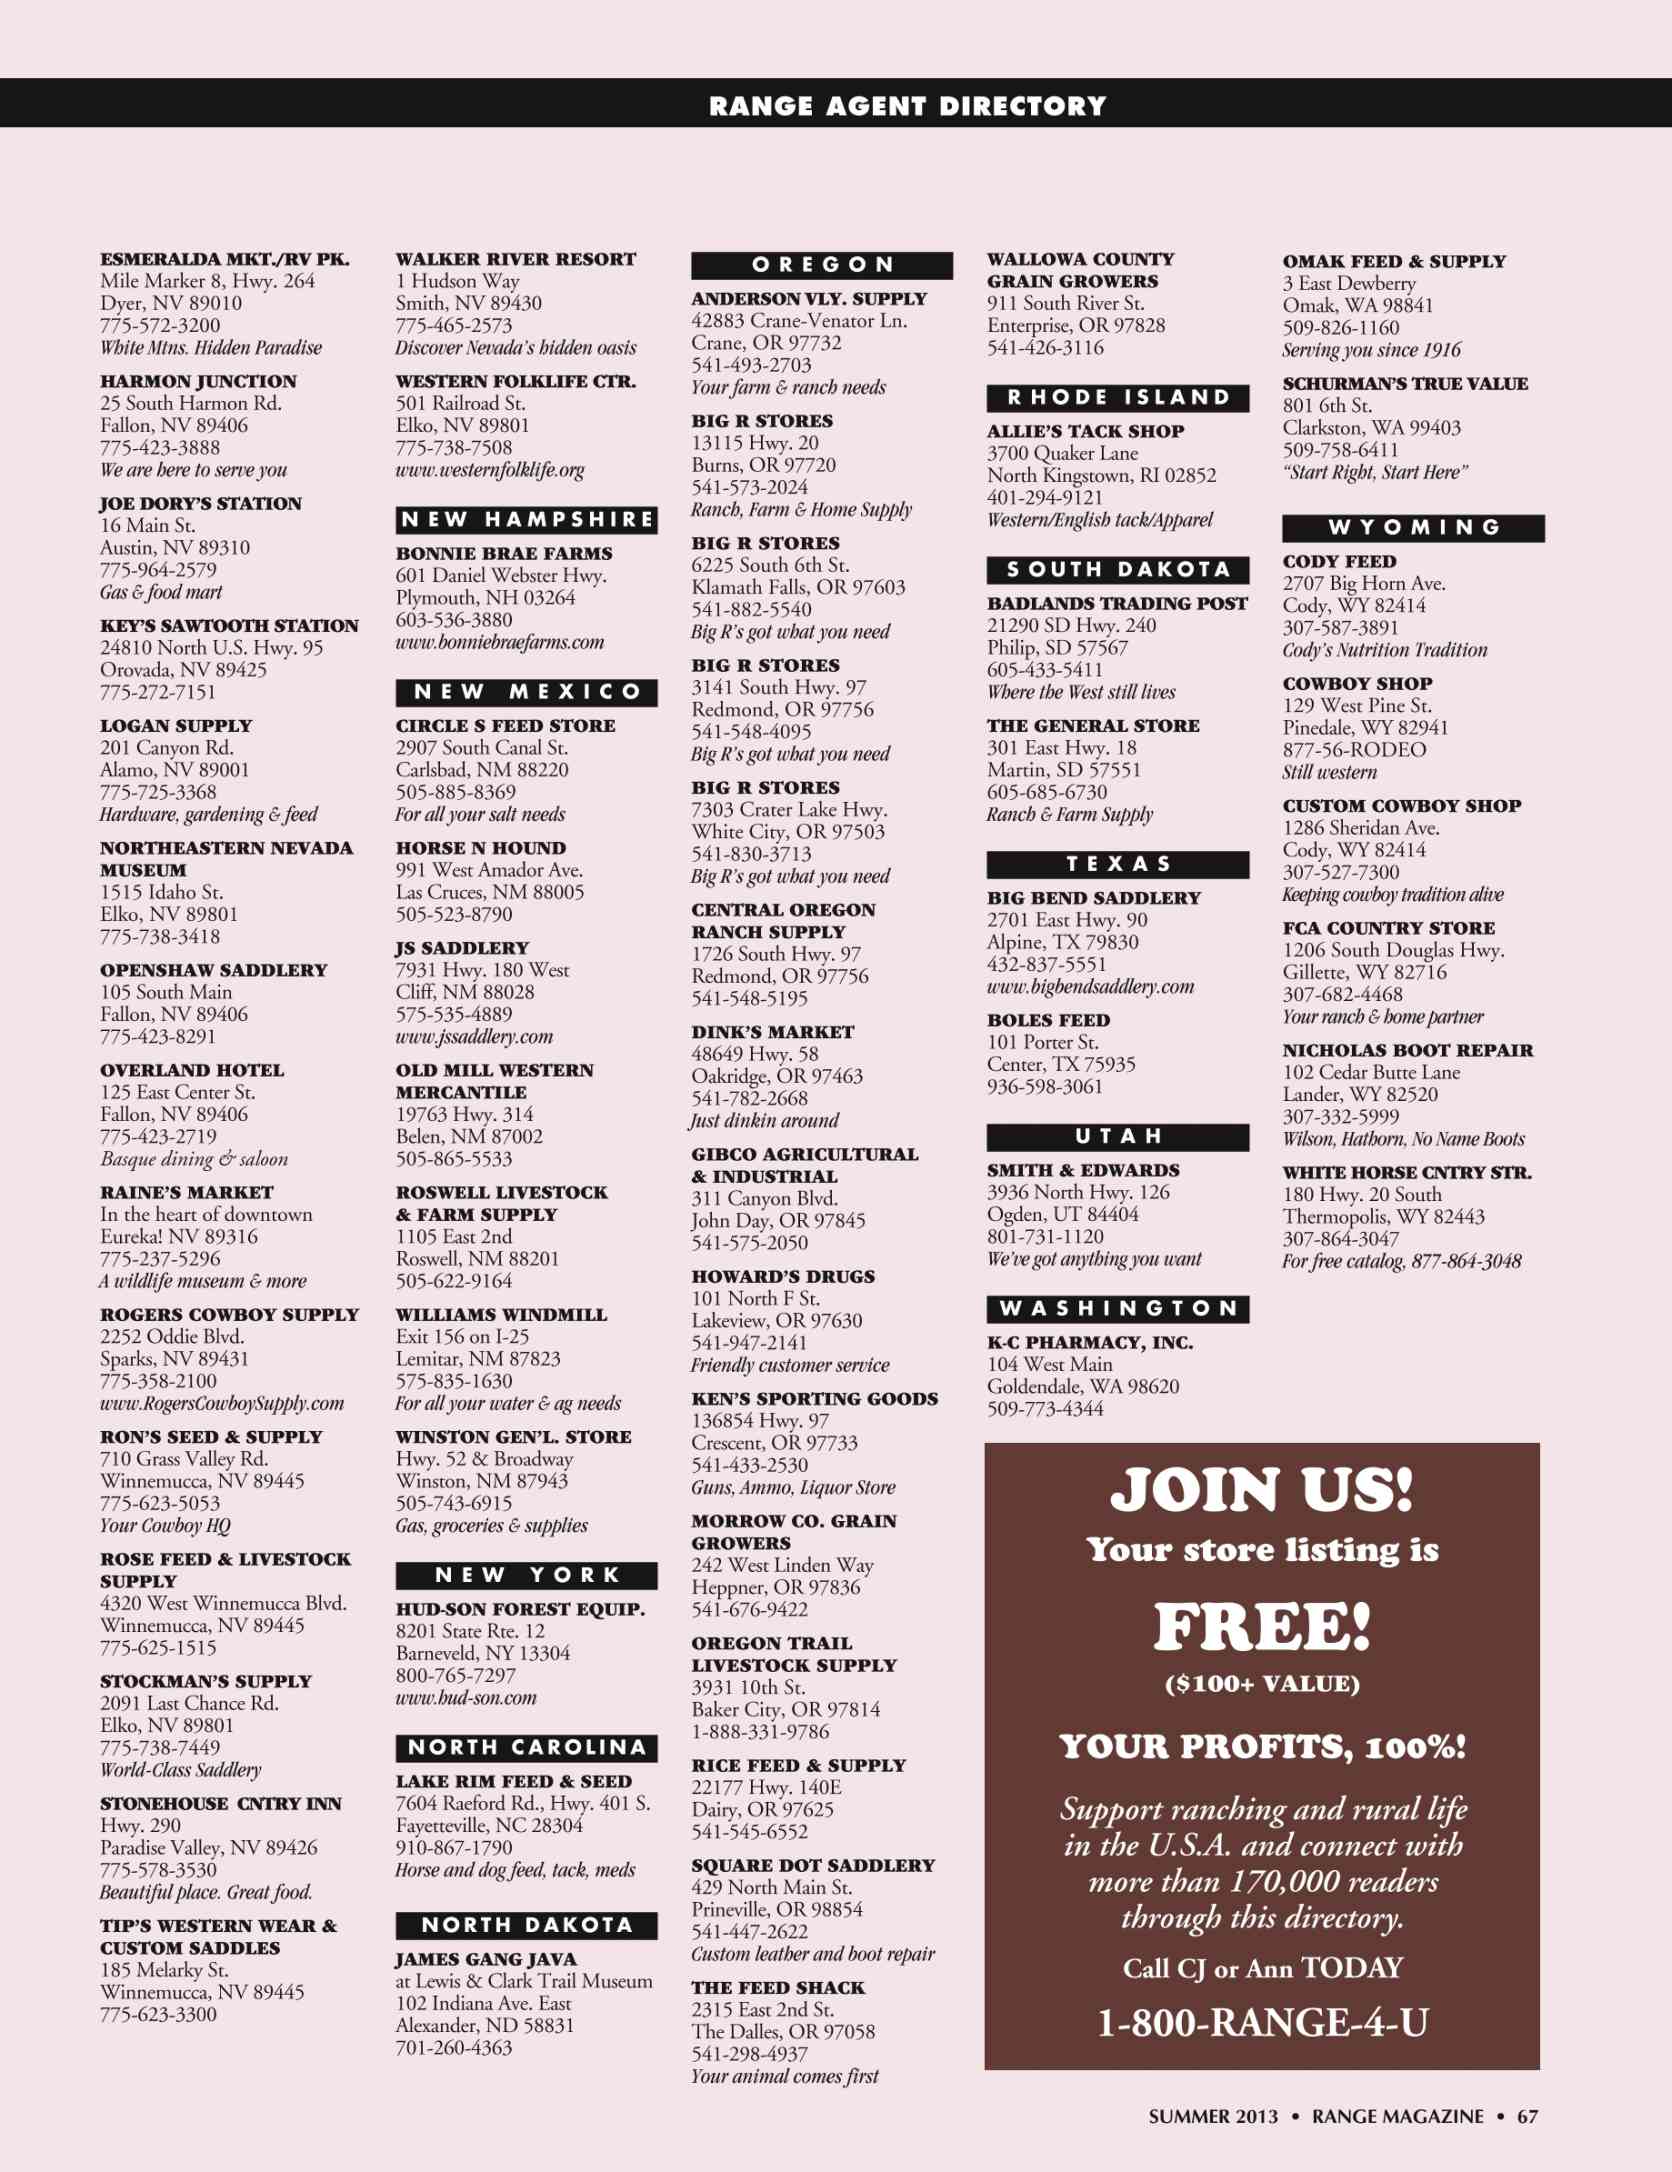 RANGE AGENT DIRECTORY
ESMERALDA MKT./RV PK.
Mile Marker 8, Hwy. 264
Dyer, NV 89010
775-572-3200
White Mtns. Hidden Paradise
HARMON JUNCTION
25 South Harmon Rd.
Fallon, NV 89406
775-423-3888
We are here to serve you
JOE DORY'S STATION
16 Main St.
Austin, NV 89310
775-964-2579
Gas & food mart
KEY'S SAWTOOTH STATION
24810 North U.S. Hwy. 95
Orovada, NV 89425
775-272-7151
LOGAN SUPPLY
201 Canyon Rd.
Alamo, NV 89001
775-725-3368
Hardware, gardening & feed
NORTHEASTERN NEVADA
MUSEUM
1515 Idaho St.
Elko, NV 89801
775-738-3418
OPENSHAW SADDLERY
105 South Main
Fallon, NV 89406
775-423-8291
OVERLAND HOTEL
125 East Center St.
Fallon, NV 89406
775-423-2719
Basque dining & saloon
RAINE'S MARKET
In the heart of downtown
Eureka! NV 89316
775-237-5296
A wildlife museum & more
ROGERS COWBOY SUPPLY
2252 Oddie Blvd.
Sparks, NV 89431
775-358-2100
www.RogersCowboySupply.com
RON'S SEED & SUPPLY
710 Grass Valley Rd.
Winnemucca, NV 89445
775-623-5053
Your Cowboy HQ
ROSE FEED & LIVESTOCK
SUPPLY
4320 West Winnemucca Blvd.
Winnemucca, NV 89445
775-625-1515
STOCKMAN'S SUPPLY
2091 Last Chance Rd.
Elko, NV 89801
775-738-7449
World-Class Saddlery
STONEHOUSE CNTRY INN
Hwy. 290
Paradise Valley, NV 89426
775-578-3530
Beautiful place. Great food.
TIP'S WESTERN WEAR &
CUSTOM SADDLES
185 Melarky St.
Winnemucca, NV 89445
775-623-3300
WALKER RIVER RESORT
1 Hudson Way
Smith, NV 89430
775-465-2573
Discover Nevada's hidden oasis
WESTERN FOLKLIFE CTR.
501 Railroad St.
Elko, NV 89801
775-738-7508
www.westernfolklife.org
NEW HAMPSHIRE
BONNIE BRAE FARMS
601 Daniel Webster Hwy.
Plymouth, NH 03264
603-536-3880
www.bonniebraefarms.com
NEW MEXICO
CIRCLE S FEED STORE
2907 South Canal St.
Carlsbad, NM 88220
505-885-8369
For all your salt needs
HORSE N HOUND
991 West Amador Ave.
Las Cruces, NM 88005
505-523-8790
JS SADDLERY
7931 Hwy. 180 West
Cliff, NM 88028
575-535-4889
www.jssaddlery.com
OLD MILL WESTERN
MERCANTILE
19763 Hwy. 314
Belen, NM 87002
505-865-5533
ROSWELL LIVESTOCK
& FARM SUPPLY
1105 East 2nd
Roswell, NM 88201
505-622-9164
WILLIAMS WINDMILL
Exit 156 on I-25
Lemitar, NM 87823
575-835-1630
For all your water & ag needs
WINSTON GEN'L. STORE
Hwy. 52 & Broadway
Winston, NM 87943
505-743-6915
Gas, groceries & supplies
NEW YORK
HUD-SON FOREST EQUIP.
8201 State Rte. 12
Barneveld, NY 13304
800-765-7297
www.hud-son.com
NORTH CAROLINA
LAKE RIM FEED & SEED
7604 Raeford Rd., Hwy. 401 S.
Fayetteville, NC 28304
910-867-1790
Horse and dog feed, tack, meds
NORTH DAKOTA
JAMES GANG JAVA
at Lewis & Clark Trail Museum
102 Indiana Ave. East
Alexander, ND 58831
701-260-4363
OREGON
ANDERSON VLY. SUPPLY
42883 Crane-Venator Ln.
Crane, OR 97732
541-493-2703
Your farm & ranch needs
BIG R STORES
13115 Hwy. 20
Burns, OR 97720
541-573-2024
Ranch, Farm & Home Supply
BIG R STORES
6225 South 6th St.
Klamath Falls, OR 97603
541-882-5540
Big R's got what you need
BIG R STORES
3141 South Hwy. 97
Redmond, OR 97756
541-548-4095
Big R's got what you need
BIG R STORES
7303 Crater Lake Hwy.
White City, OR 97503
541-830-3713
Big R's got what you need
CENTRAL OREGON
RANCH SUPPLY
1726 South Hwy. 97
Redmond, OR 97756
541-548-5195
DINK'S MARKET
48649 Hwy. 58
Oakridge, OR 97463
541-782-2668
Just dinkin around
GIBCO AGRICULTURAL
& INDUSTRIAL
311 Canyon Blvd.
John Day, OR 97845
541-575-2050
HOWARD'S DRUGS
101 North F St.
Lakeview, OR 97630
541-947-2141
Friendly customer service
KEN'S SPORTING GOODS
136854 Hwy. 97
Crescent, OR 97733
541-433-2530
Guns, Ammo, Liquor Store
MORROW CO. GRAIN
GROWERS
242 West Linden Way
Heppner, OR 97836
541-676-9422
OREGON TRAIL
LIVESTOCK SUPPLY
3931 10th St.
Baker City, OR 97814
1-888-331-9786
RICE FEED & SUPPLY
22177 Hwy. 140E
Dairy, OR 97625
541-545-6552
SQUARE DOT SADDLERY
429 North Main St.
Prineville, OR 98854
541-447-2622
Custom leather and boot repair
THE FEED SHACK
2315 East 2nd St.
The Dalles, OR 97058
541-298-4937
Your animal comes first
WALLOWA COUNTY
GRAIN GROWERS
911 South River St.
Enterprise, OR 97828
541-426-3116
RHODE ISLAND
ALLIE'S TACK SHOP
3700 Quaker Lane
North Kingstown, RI 02852
401-294-9121
Western/English tack/Apparel
SOUTH DAKOTA
BADLANDS TRADING POST
21290 SD Hwy. 240
Philip, SD 57567
605-433-5411
Where the West still lives
THE GENERAL STORE
301 East Hwy. 18
Martin, SD 57551
605-685-6730
Ranch & Farm Supply
TEXAS
BIG BEND SADDLERY
2701 East Hwy. 90
Alpine, TX 79830
432-837-5551
www.bigbendsaddlery.com
BOLES FEED
101 Porter St.
Center, TX 75935
936-598-3061
UTAH
SMITH & EDWARDS
3936 North Hwy. 126
Ogden, UT 84404
801-731-1120
We've got anything you want
WASHINGTON
K-C PHARMACY, INC.
104 West Main
Goldendale, WA 98620
509-773-4344
OMAK FEED & SUPPLY
3 East Dewberry
Omak, WA 98841
509-826-1160
Serving you since 1916
SCHURMAN'S TRUE VALUE
801 6th St.
Clarkston, WA 99403
509-758-6411
“Start Right, Start Here”
WYOMING
CODY FEED
2707 Big Horn Ave.
Cody, WY 82414
307-587-3891
Cody's Nutrition Tradition
COWBOY SHOP
129 West Pine St.
Pinedale, WY 82941
877-56-RODEO
Still western
CUSTOM COWBOY SHOP
1286 Sheridan Ave.
Cody, WY 82414
307-527-7300
Keeping cowboy tradition alive
FCA COUNTRY STORE
1206 South Douglas Hwy.
Gillette, WY 82716
307-682-4468
Your ranch & home partner
NICHOLAS BOOT REPAIR
102 Cedar Butte Lane
Lander, WY 82520
307-332-5999
Wilson, Hathorn, No Name Boots
WHITE HORSE CNTRY STR.
180 Hwy. 20 South
Thermopolis, WY 82443
307-864-3047
For free catalog, 877-864-3048
JOIN US!
Your store listing is
FREE!
($100+ VALUE)
YOUR PROFITS, 100%!
Support ranching and rural life
in the U.S.A. and connect with
more than 170,000 readers
through this directory.
Call CJ or Ann TODAY
1-800-RANGE-4-U
SUMMER 2013 • RANGE MAGAZINE • 67